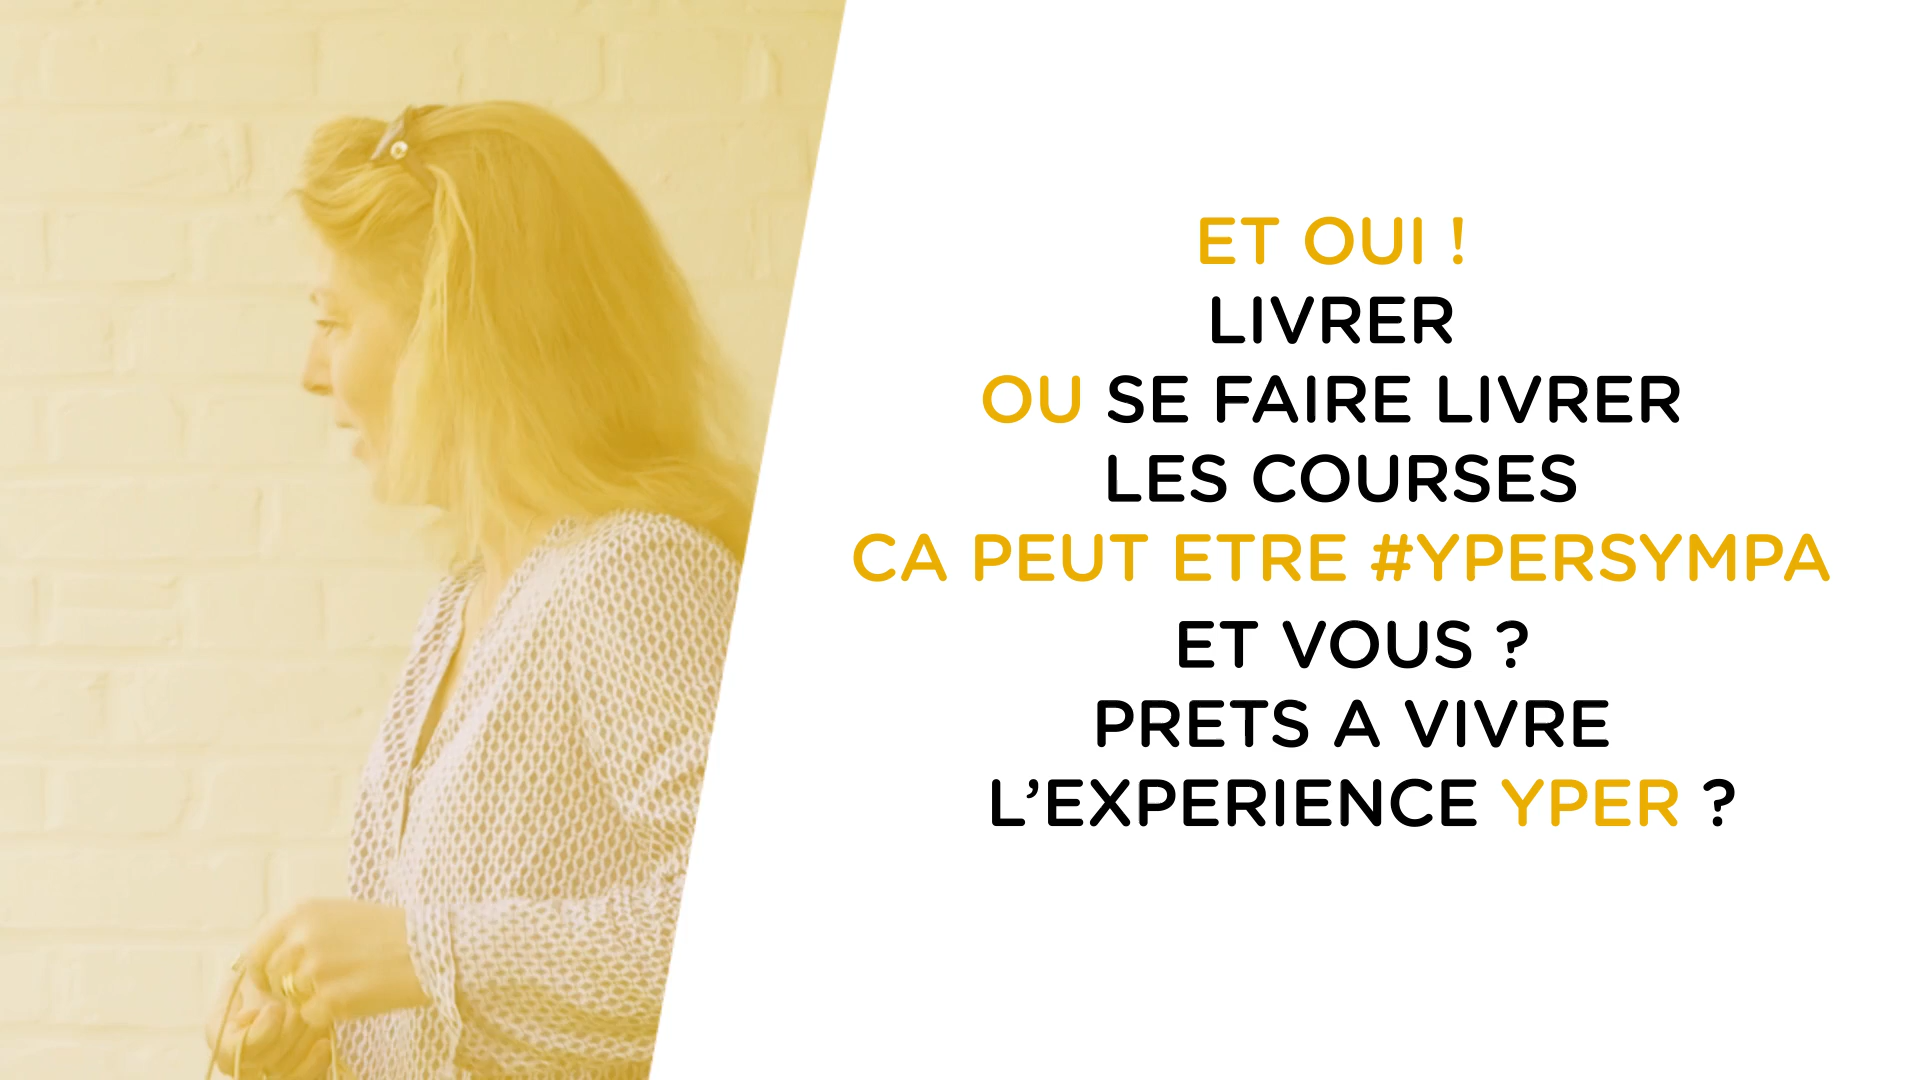 ET OUI !
LIVRER
OU SE FAIRE LIVRER
LES COURSES
CA PEUT ETRE #YPERSYMPA
ET VOUS ?
PRETS A VIVRE
L’EXPERIENCE YPER ?